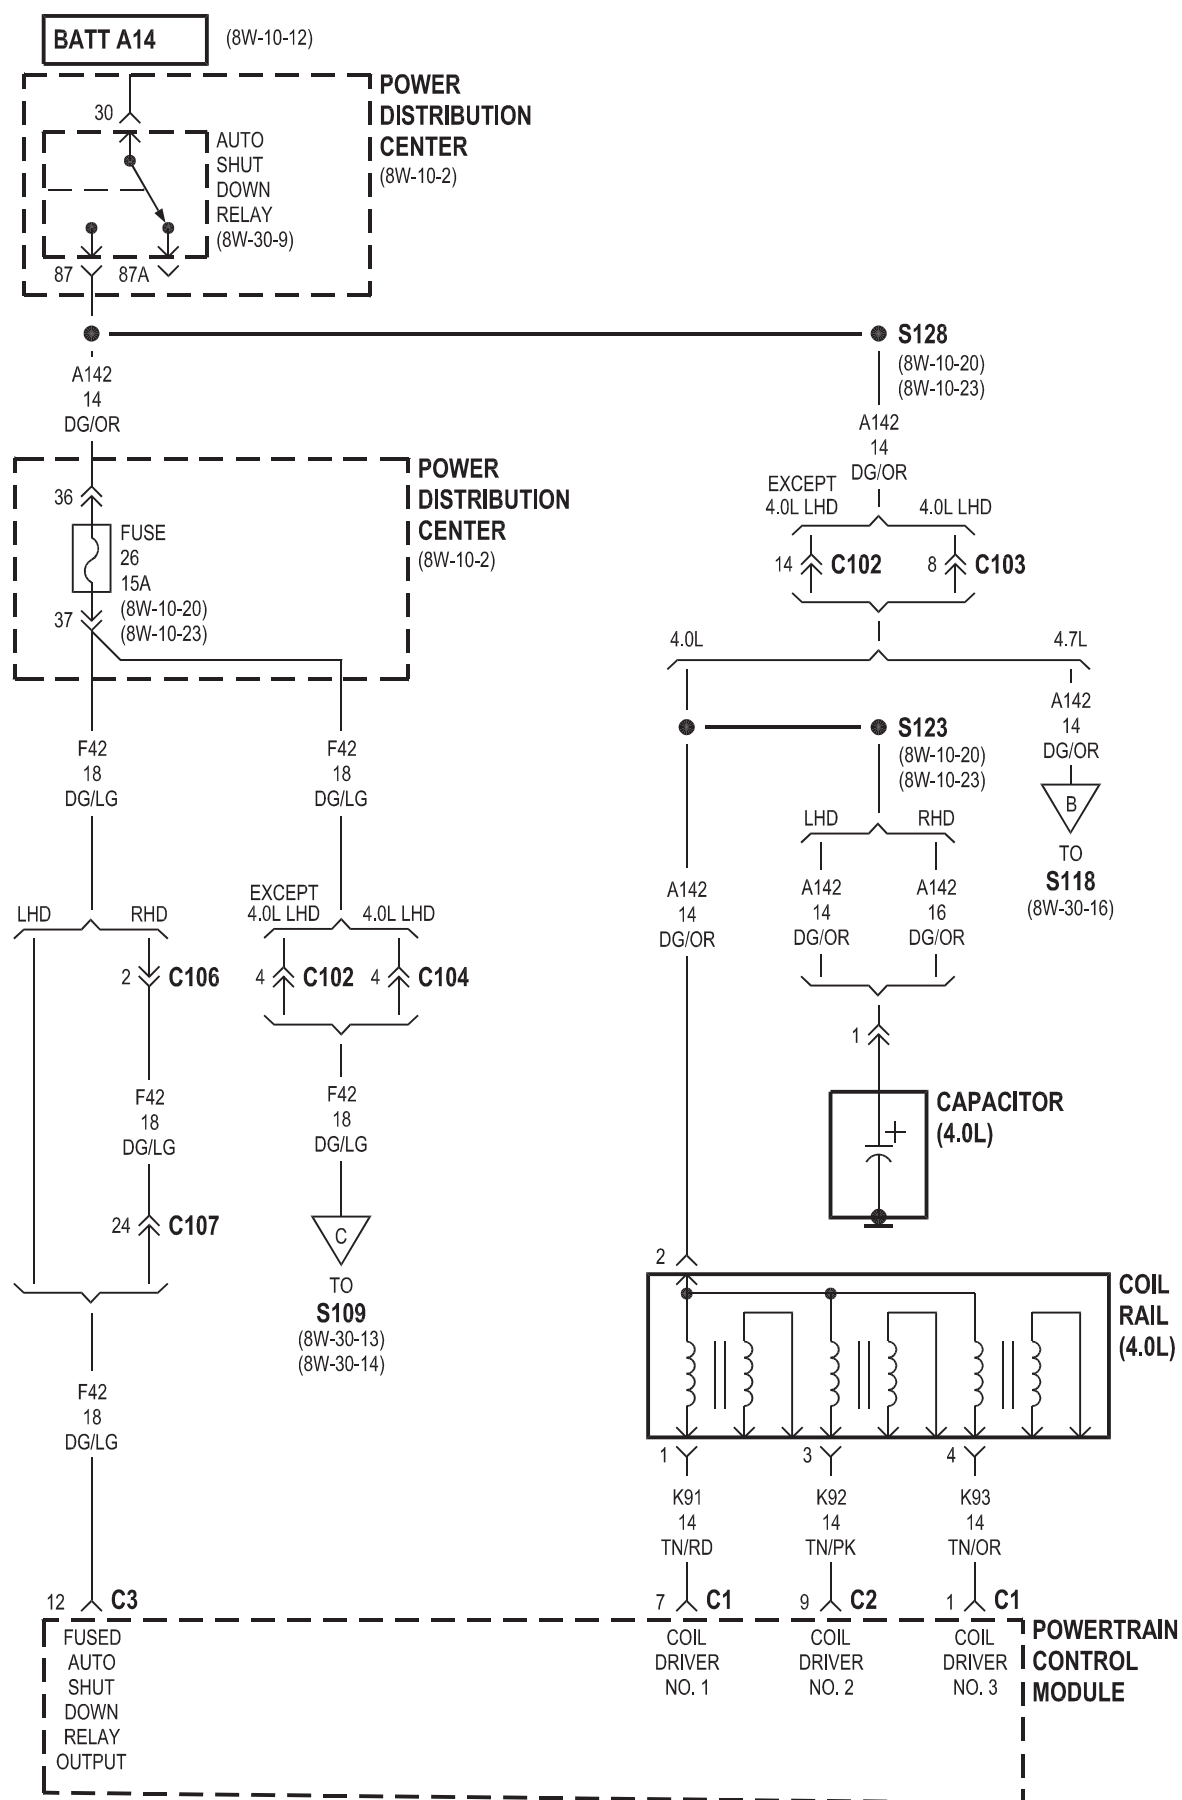 BATT A14
(8W-10-12)
POWER
DISTRIBUTION
CENTER
(8W-10-2)
30
AUTO
SHUT
DOWN
RELAY
(8W-30-9)
87
87A
S128
(8W-10-20)
(8W-10-23)
A142
14
DG/OR
A142
14
DG/OR
POWER
DISTRIBUTION
CENTER
(8W-10-2)
36
FUSE
26
15A
(8W-10-20)
(8W-10-23)
37
EXCEPT
4.0L LHD
4.0L LHD
14
C102
8
C103
4.0L
4.7L
A142
14
DG/OR
B
TO
S118
(8W-30-16)
S123
(8W-10-20)
(8W-10-23)
F42
18
DG/LG
F42
18
DG/LG
LHD
RHD
A142
14
DG/OR
A142
14
DG/OR
A142
16
DG/OR
LHD
RHD
EXCEPT
4.0L LHD
4.0L LHD
2
C106
4
C102
4
C104
1
CAPACITOR
(4.0L)
+
F42
18
DG/LG
F42
18
DG/LG
24
C107
C
TO
S109
(8W-30-13)
(8W-30-14)
2
COIL
RAIL
(4.0L)
F42
18
DG/LG
1
3
4
K91
14
TN/RD
K92
14
TN/PK
K93
14
TN/OR
12
C3
7
C1
9
C2
1
C1
FUSED
AUTO
SHUT
DOWN
RELAY
OUTPUT
COIL
DRIVER
NO. 1
COIL
DRIVER
NO. 2
COIL
DRIVER
NO. 3
POWERTRAIN
CONTROL
MODULE